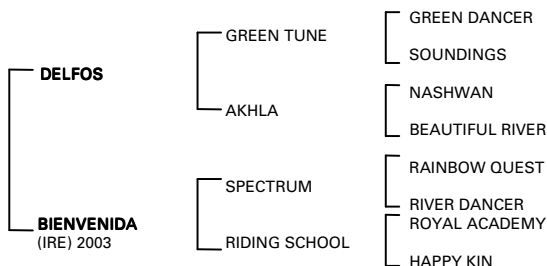 GREEN DANCER
GREEN TUNE
SOUNDINGS
DELFOS
NASHWAN
AKHLA
BEAUTIFUL RIVER
RAINBOW QUEST
SPECTRUM
RIVER DANCER
BIENVENIDA
(IRE) 2003
ROYAL ACADEMY
RIDING SCHOOL
HAPPY KIN